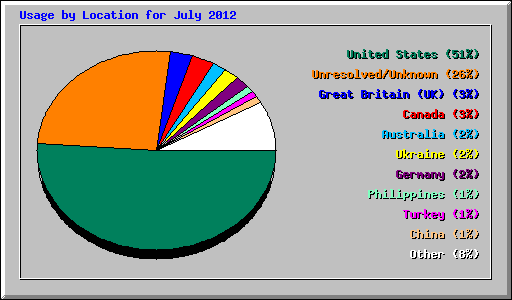 Usage by Location for July 2012
United States (51%)
Unresolved/Unknown (26%)
Great Britain (UK) (3%)
Canada (3%)
Australia (2%)
Ukraine (2%)
Germany (2%)
Philippines (1%)
Turkey (1%)
China (1%)
Other (8%)